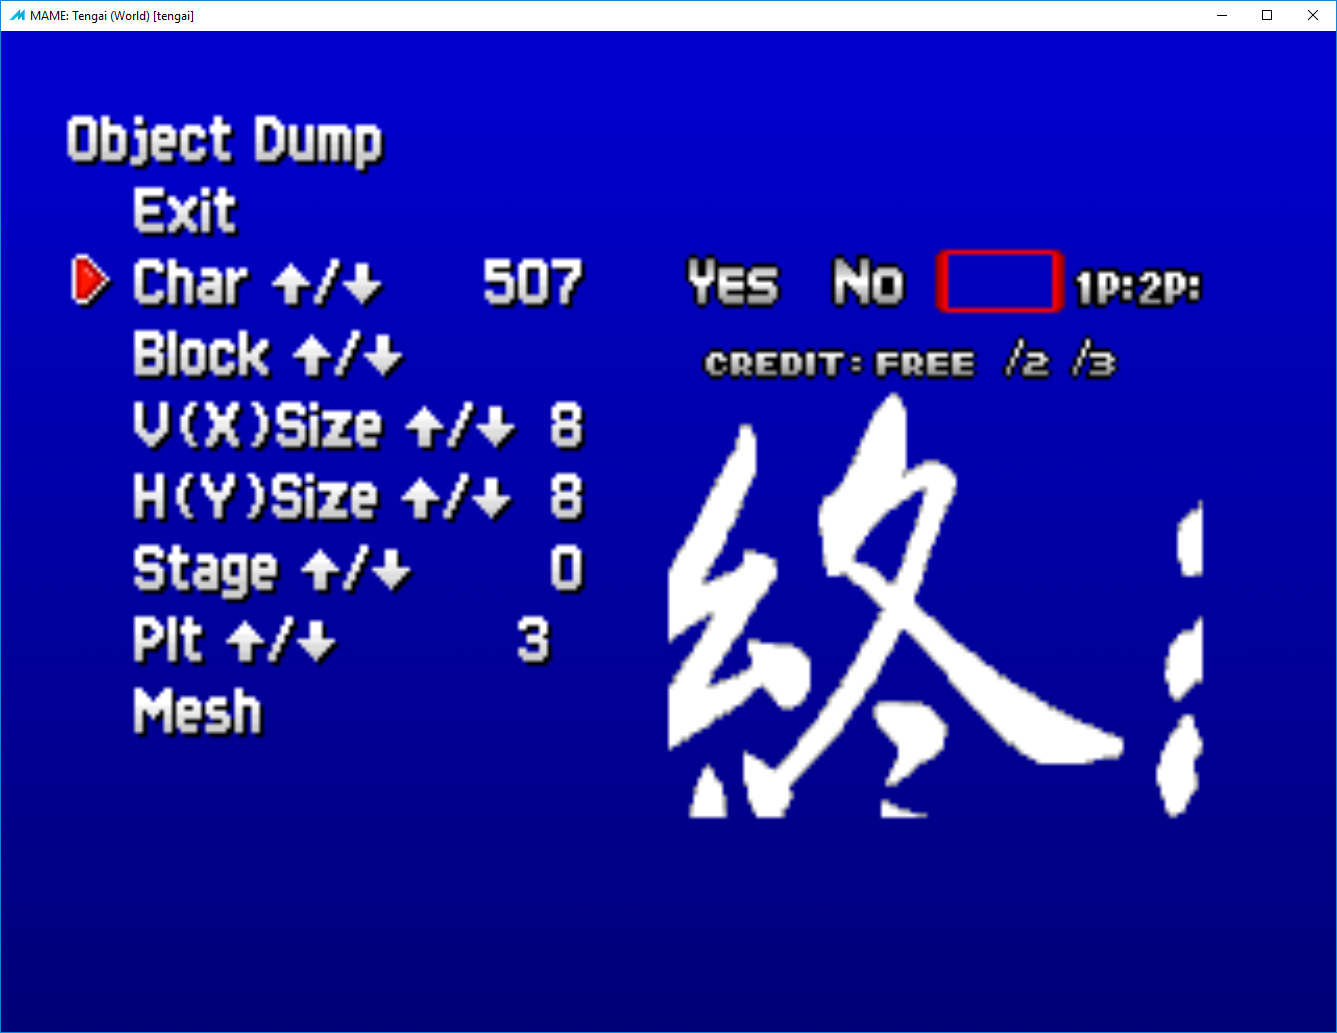 MAME: Tengai (World) [tengai]
Object Dump
Exit
Char ↑/↓ 507
Block ↑/↓
V(X)Size ↑/↓ 8
H(Y)Size ↑/↓ 8
Stage ↑/↓ 0
Plt ↑/↓ 3
Mesh
Yes No 1P:2P:
CREDIT: FREE /2 /3
終